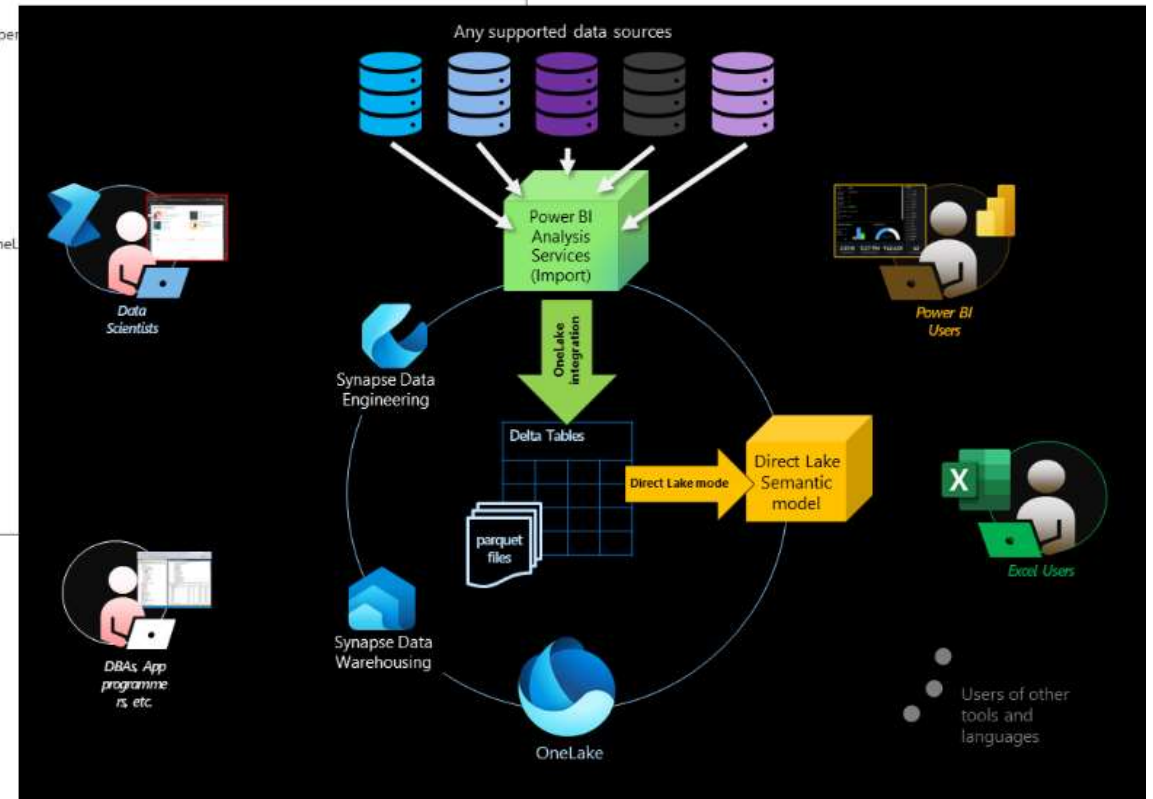 Any supported data sources
Power BI
Analysis
Services
(Import)
OneLake
integration
Data
Scientists
Power BI
Users
Synapse Data
Engineering
Delta Tables
Direct Lake mode
Direct Lake
Semantic
model
parquet
files
X
Excel Users
Synapse Data
Warehousing
DBAs, App
programme
rs, etc.
OneLake
Users of other
tools and
languages